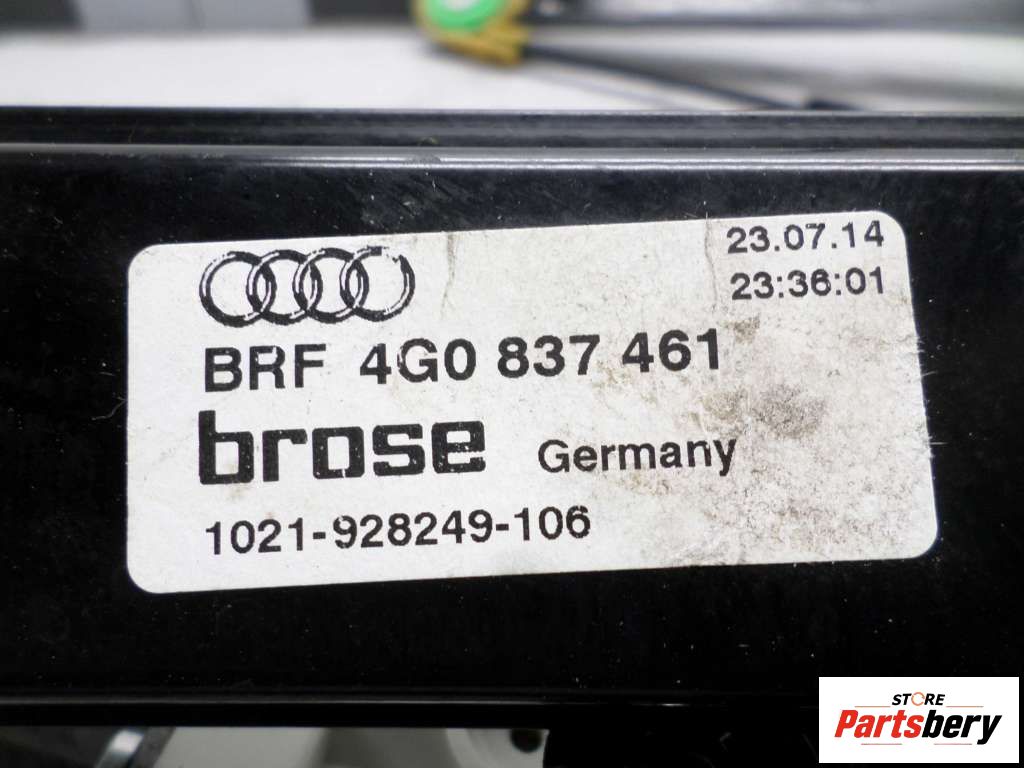 23.07.14
23:36:01
BRF 4G0 837 461
brose Germany
1021-928249-106
STORE
Partsbery